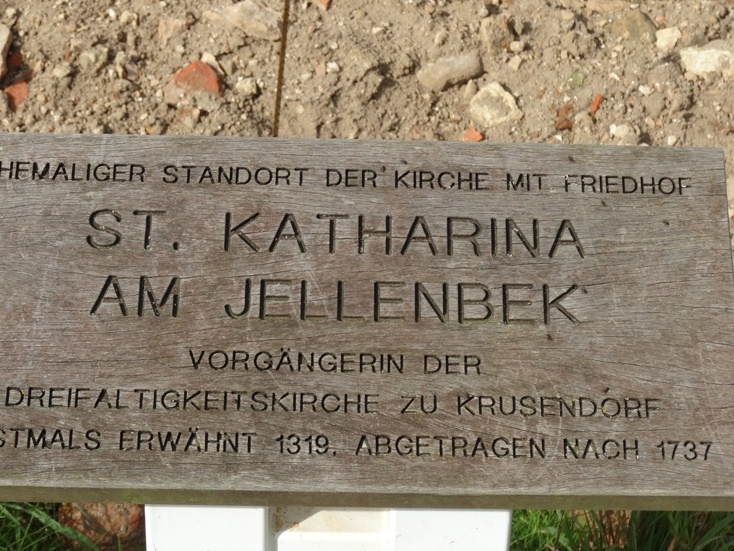 HEMALIGER STANDORT DER KIRCHE MIT FRIEDHOF
ST. KATHARINA
AM JELLENBEK
VORGÄNGERIN DER
DREIFALTIGKEITSKIRCHE ZU KRUSENDORF
STMALS ERWÄHNT 1319. ABGETRAGEN NACH 1737